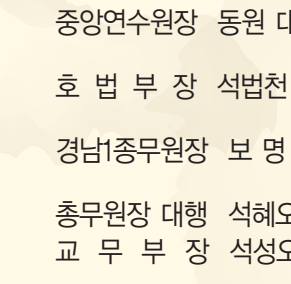 중앙연수원장 동원
호 법 부 장 석법천
경남1종무원장 보 명
총무원장 대행
교 무 부 장